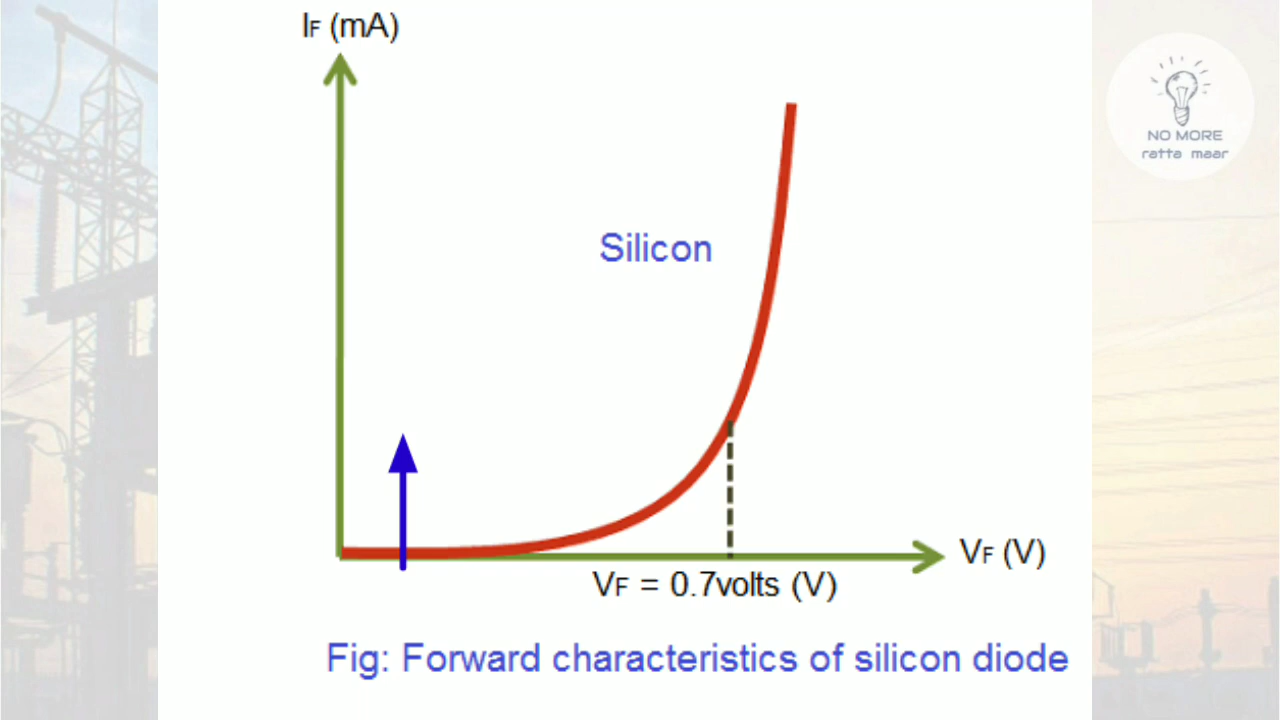 IF (mA)
NO MORE
ratta maar
Silicon
VF (V)
VF = 0.7volts (V)
Fig: Forward characteristics of silicon diode